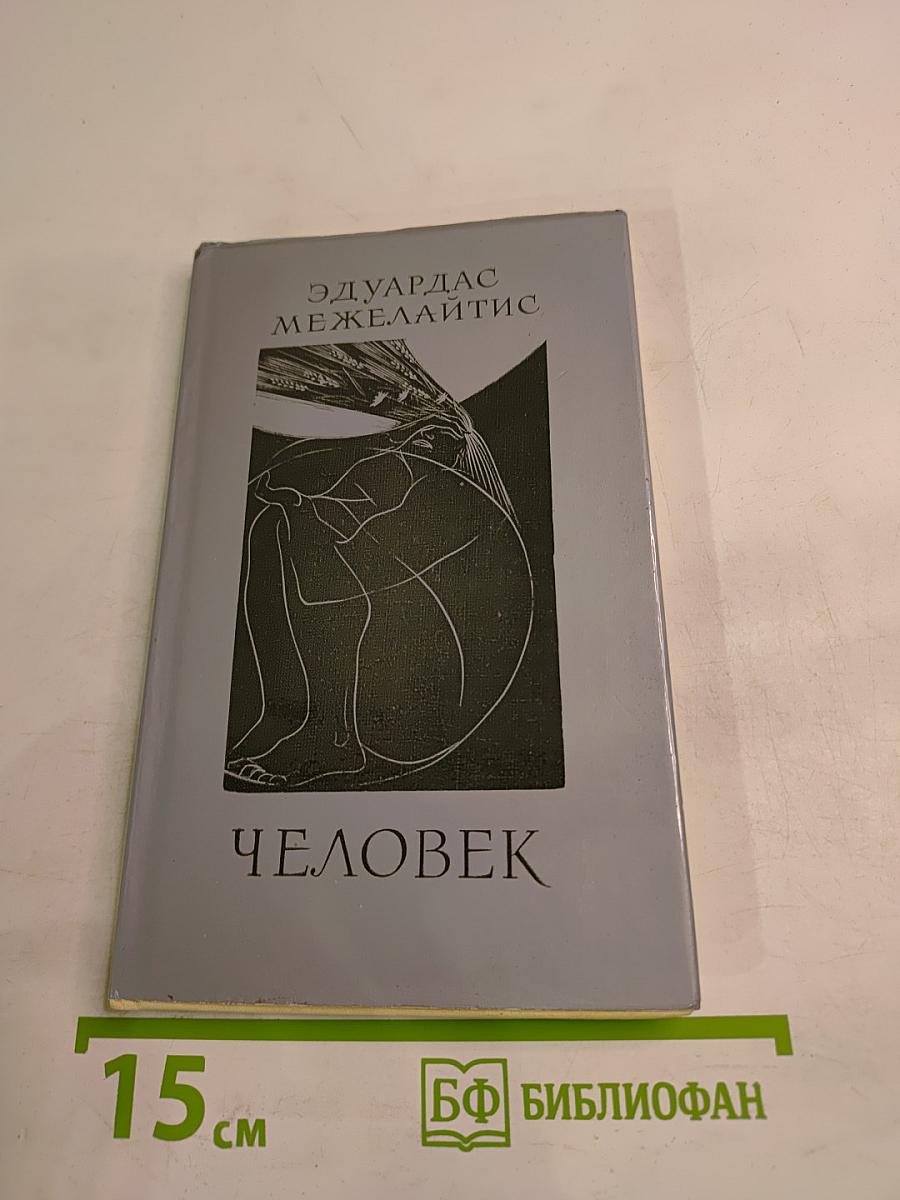 ЭДУАРДАС
МЕЖЕЛАЙТИС
ЧЕЛОВЕК
15 см
БФ БИБЛИОФАН